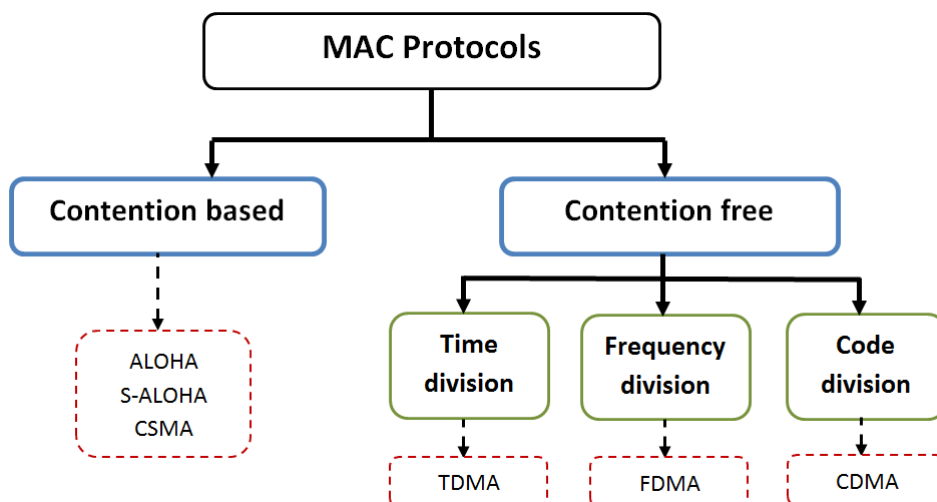 MAC Protocols
Contention based
Contention free
ALOHA
S-ALOHA
CSMA
Time
division
Frequency
division
Code
division
TDMA
FDMA
CDMA